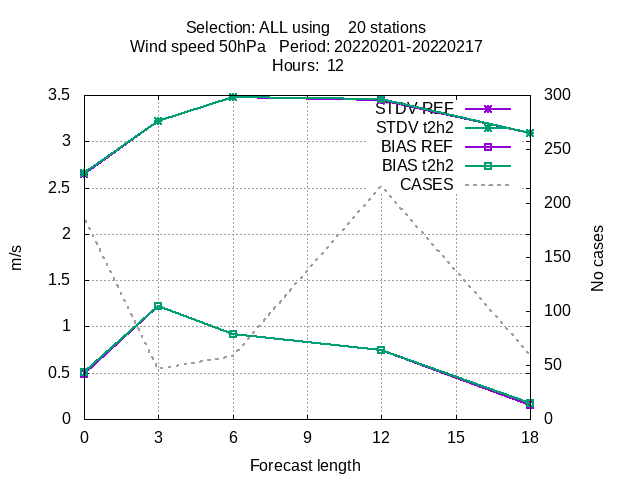 Selection: ALL using    20 stations
Wind speed 50hPa   Period: 20220201-20220217
Hours:  12
3.5
3
2.5
2
1.5
1
0.5
0
m/s
STDV REF
STDV t2h2
BIAS REF
BIAS t2h2
CASES
300
250
200
150
100
50
0
No cases
0 3 6 9 12 15 18
Forecast length